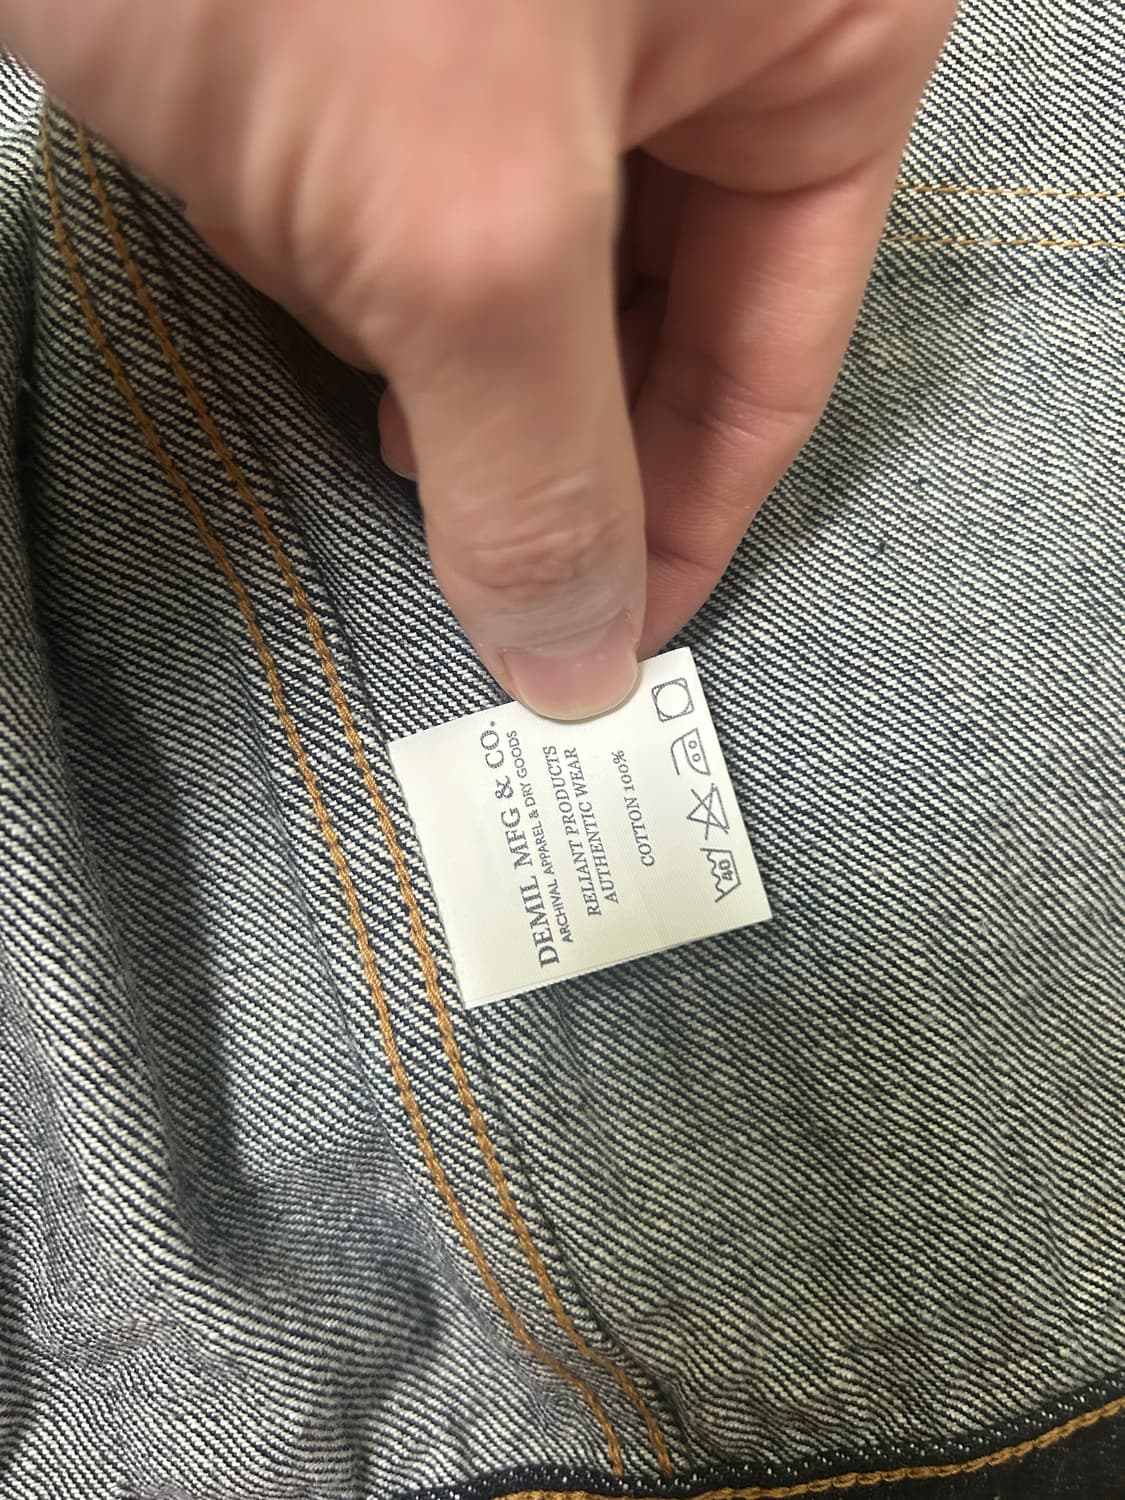 DEMIL MFG & CO.
ARCHIVAL APPAREL & DRY GOODS
RELIANT PRODUCTS
AUTHENTIC WEAR
COTTON 100%
40